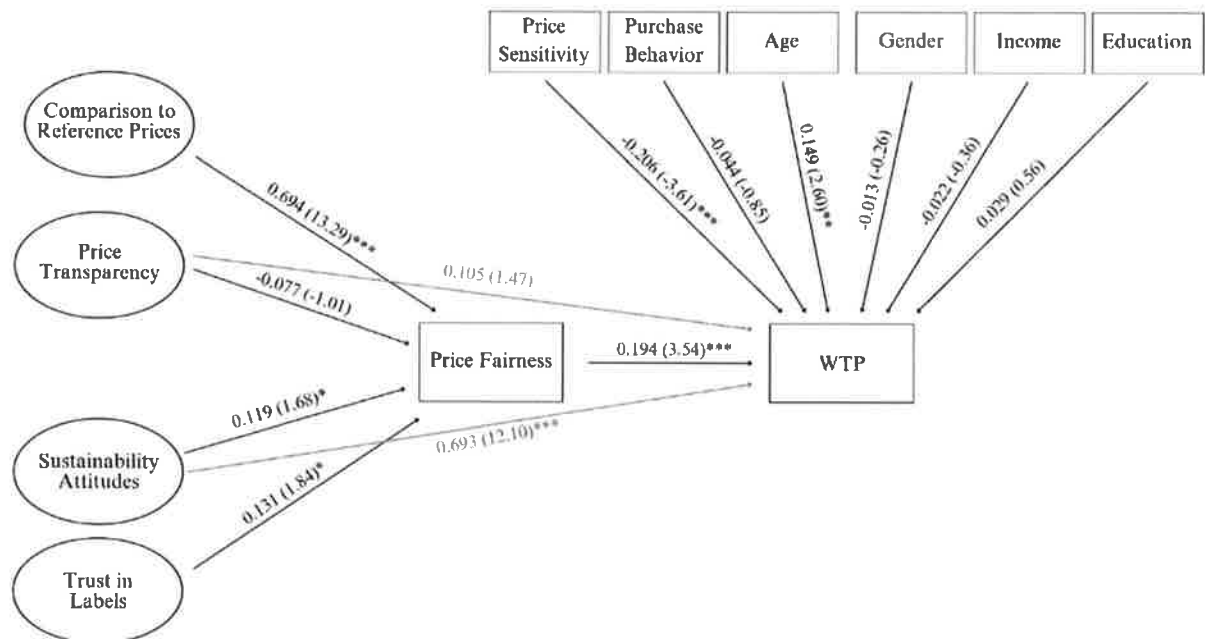 Price
Sensitivity
Purchase
Behavior
Age
Gender
Income
Education
Comparison to
Reference Prices
Price
Transparency
Sustainability
Attitudes
Trust in
Labels
Price Fairness
WTP
0.694 (13.29)***
-0.077 (-1.01)
0.119 (1.68)*
0.131 (1.84)*
0.105 (1.47)
0.194 (3.54)***
0.693 (12.10)***
-0.206 (-3.61)***
-0.044 (-0.85)
0.149 (2.60)**
-0.013 (-0.26)
-0.022 (-0.36)
0.029 (0.56)